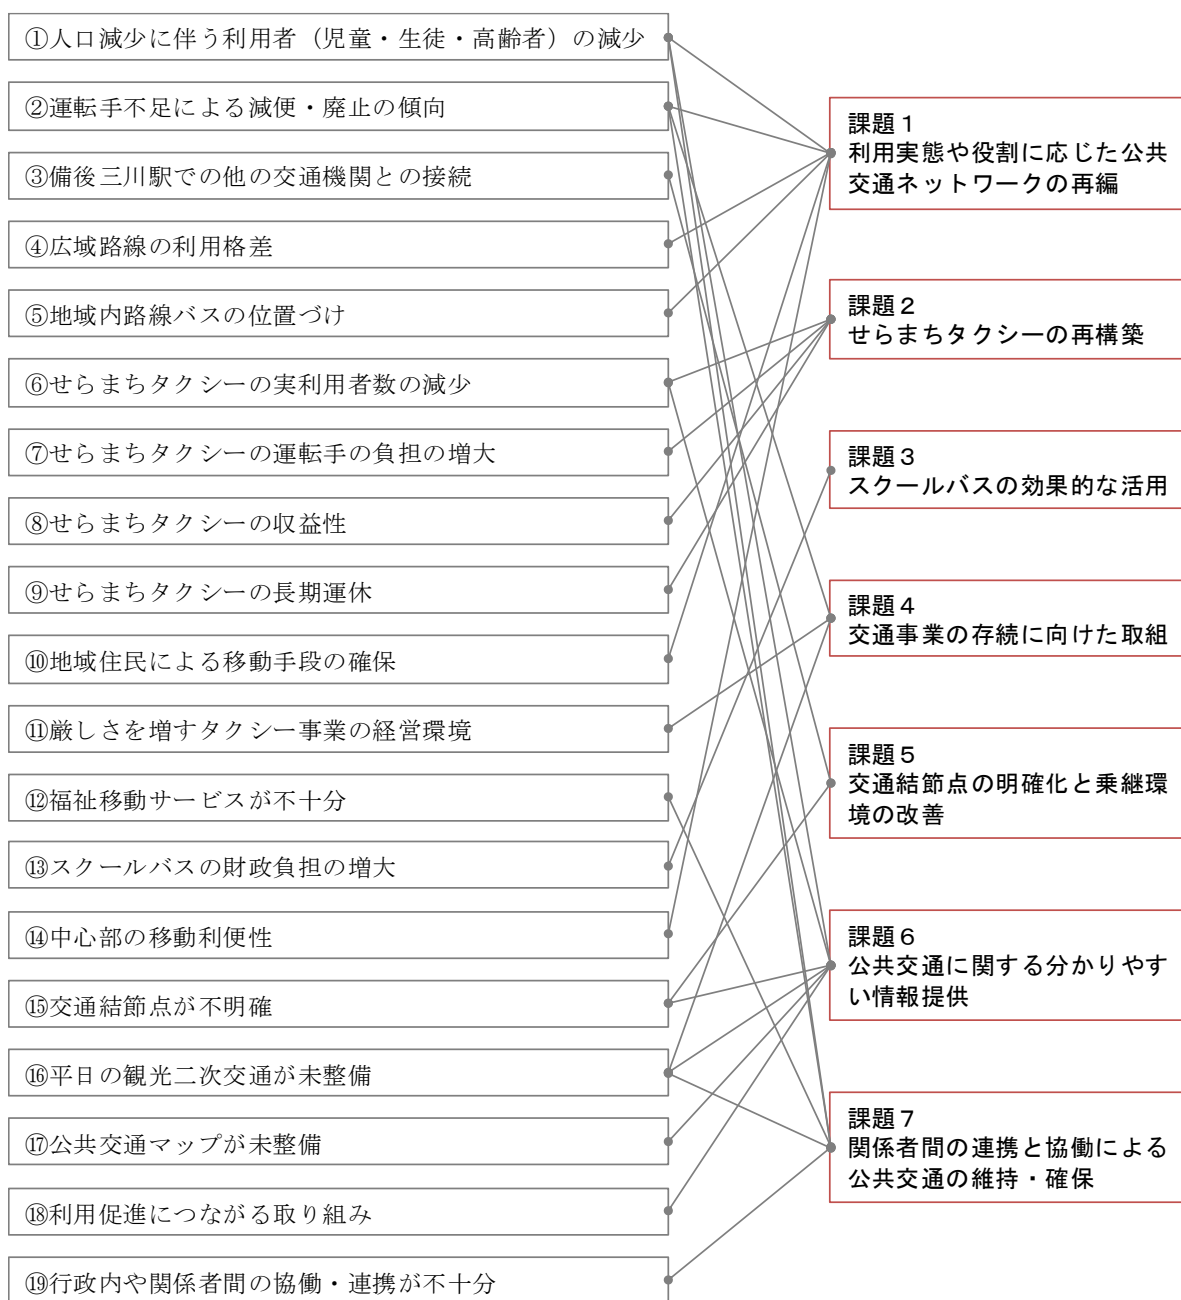 ①人口減少に伴う利用者（児童・生徒・高齢者）の減少
②運転手不足による減便・廃止の傾向
③備後三川駅での他の交通機関との接続
④広域路線の利用格差
⑤地域内路線バスの位置づけ
⑥せらまちタクシーの実利用者数の減少
⑦せらまちタクシーの運転手の負担の増大
⑧せらまちタクシーの収益性
⑨せらまちタクシーの長期運休
⑩地域住民による移動手段の確保
⑪厳しさを増すタクシー事業の経営環境
⑫福祉移動サービスが不十分
⑬スクールバスの財政負担の増大
⑭中心部の移動利便性
⑮交通結節点が不明確
⑯平日の観光二次交通が未整備
⑰公共交通マップが未整備
⑱利用促進につながる取り組み
⑲行政内や関係者間の協働・連携が不十分
課題１
利用実態や役割に応じた公共
交通ネットワークの再編
課題２
せらまちタクシーの再構築
課題３
スクールバスの効果的な活用
課題４
交通事業の存続に向けた取組
課題５
交通結節点の明確化と乗継環
境の改善
課題６
公共交通に関する分かりやす
い情報提供
課題７
関係者間の連携と協働による
公共交通の維持・確保